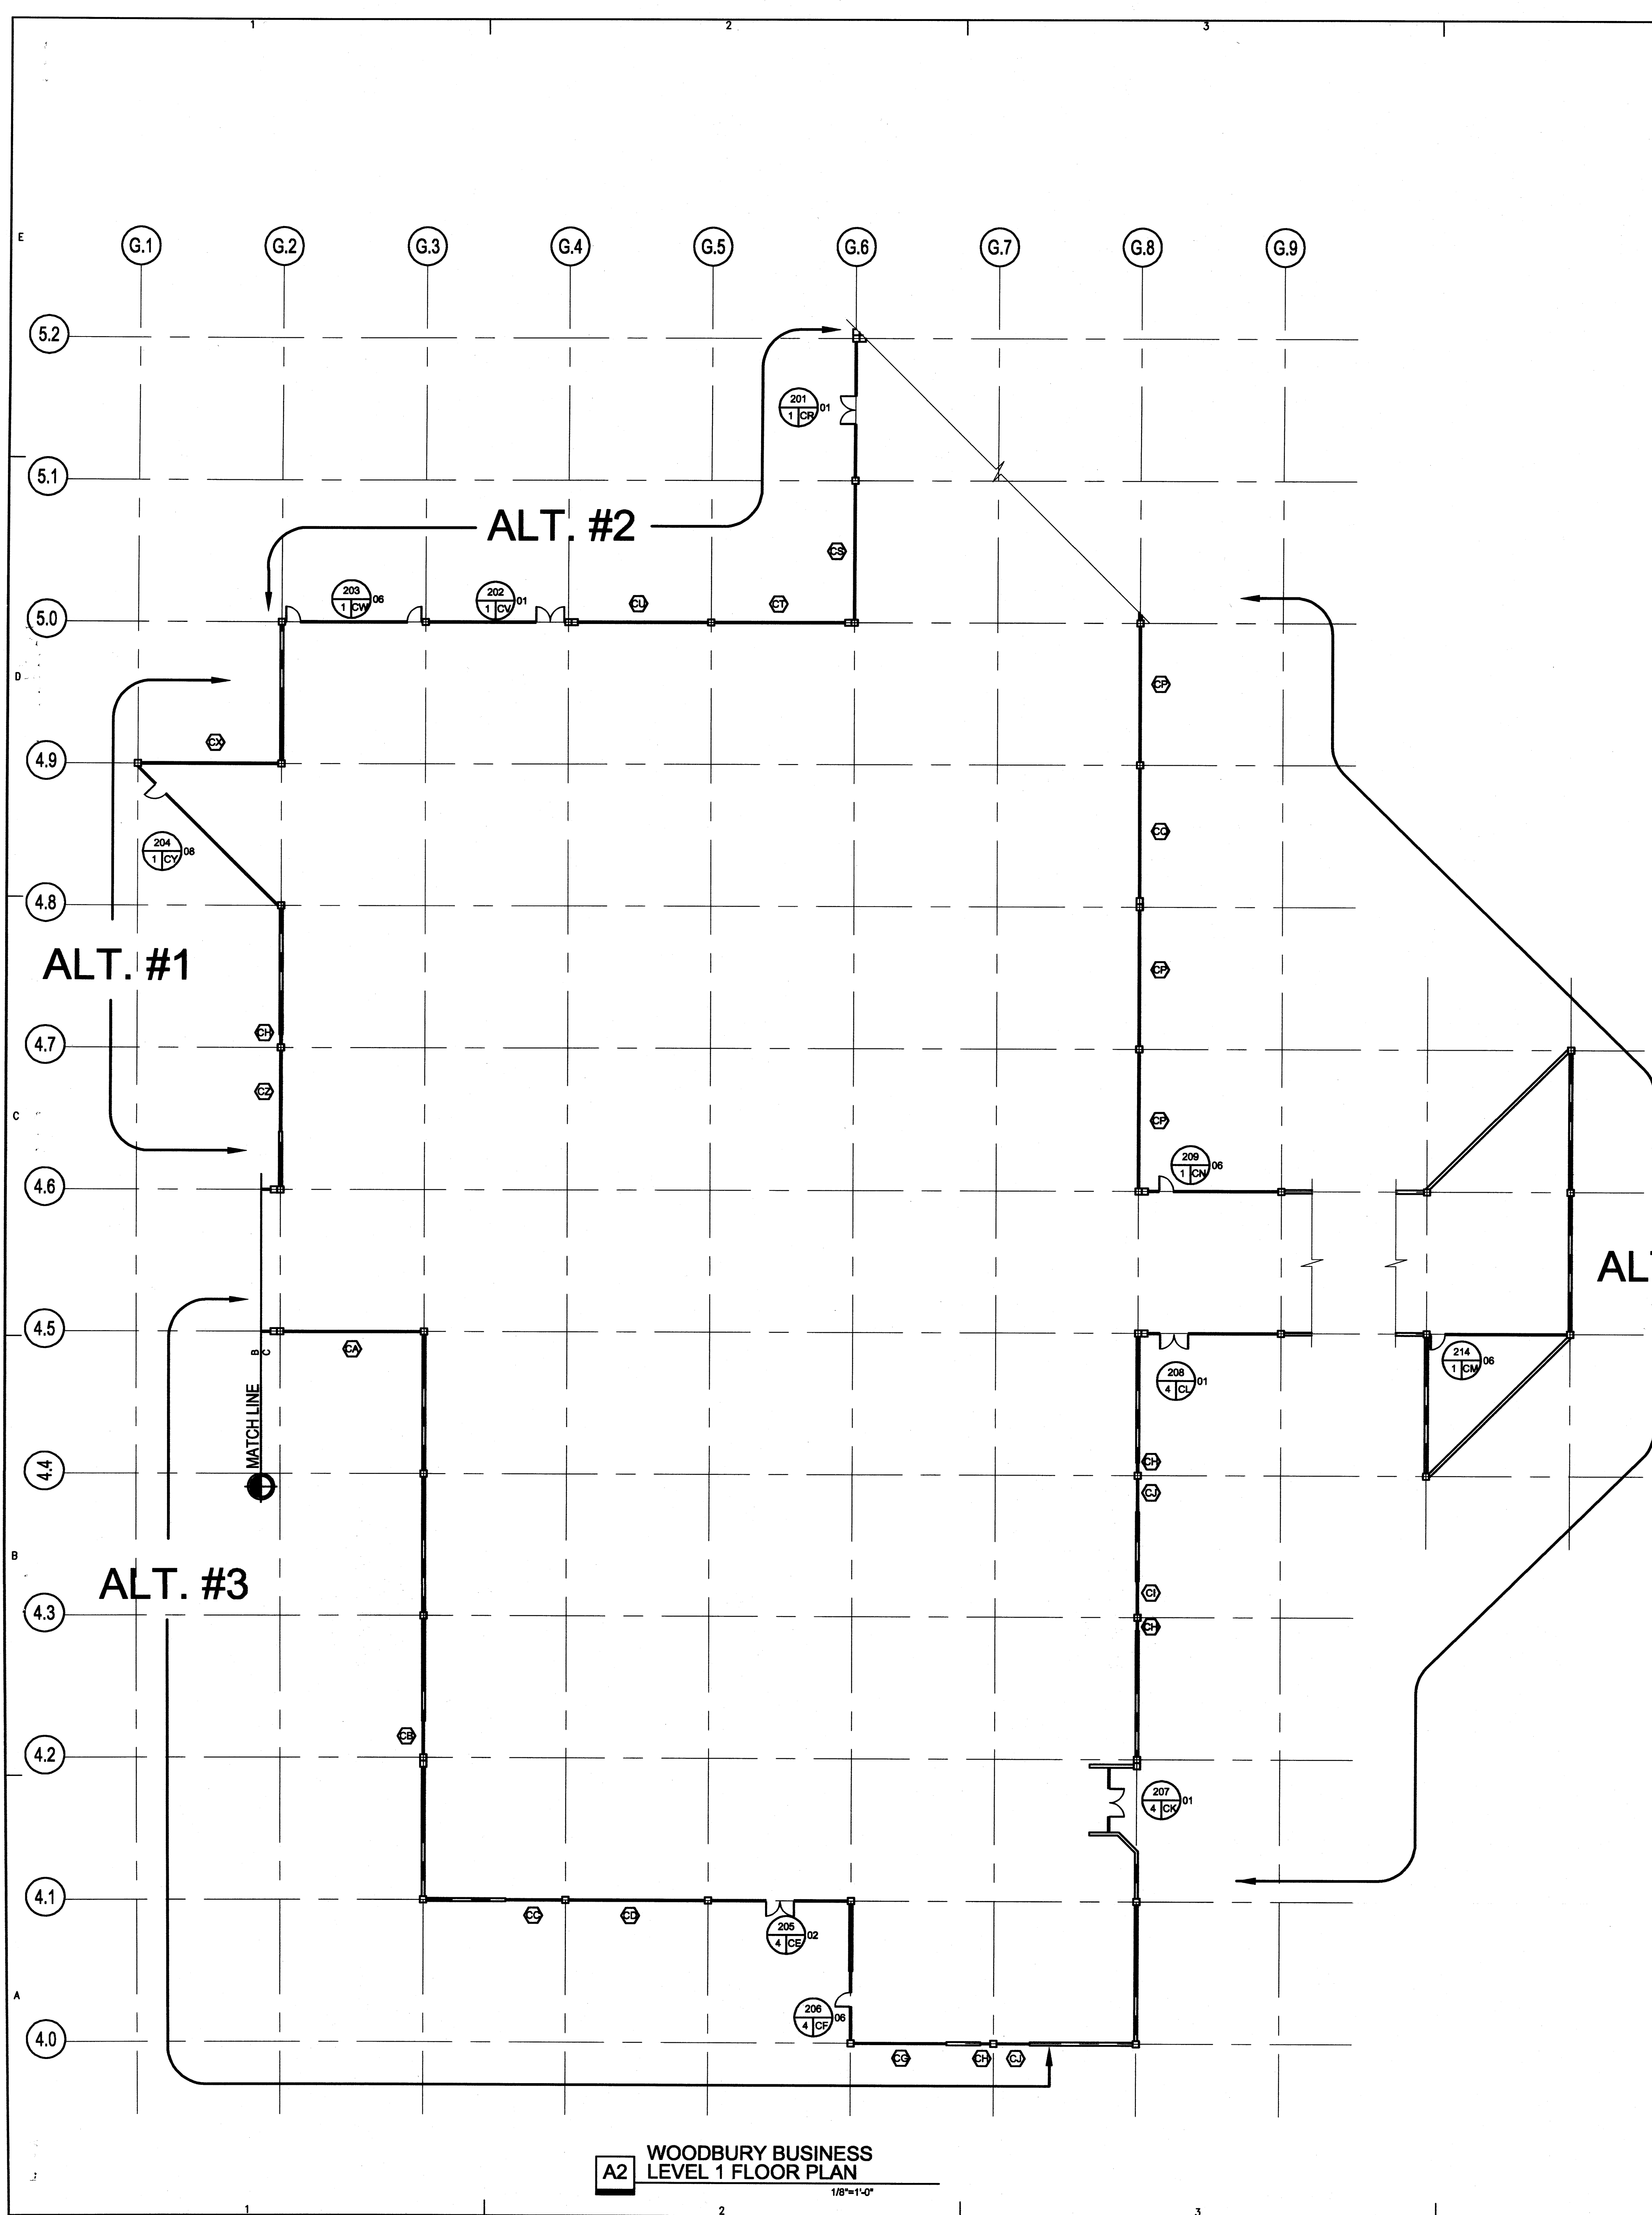 1
2
3
E
G.1
G.2
G.3
G.4
G.5
G.6
G.7
G.8
G.9
5.2
201
1 CR
01
5.1
ALT. #2
CS
203
1 CW
06
202
1 CV
01
CU
CT
5.0
D
CP
CX
4.9
204
1 CY
08
CQ
4.8
ALT. #1
CP
CH
4.7
CZ
C
CP
209
1 CN
06
4.6
AL
4.5
B
C
CA
208
4 CL
01
214
1 CM
06
MATCH LINE
4.4
CH
CJ
B
ALT. #3
CI
4.3
CH
CB
4.2
207
4 CK
01
4.1
CC
CD
205
4 CE
02
A
206
4 CF
06
4.0
CG
CH
CJ
A2
WOODBURY BUSINESS
LEVEL 1 FLOOR PLAN
1/8"=1'-0"
1
2
3